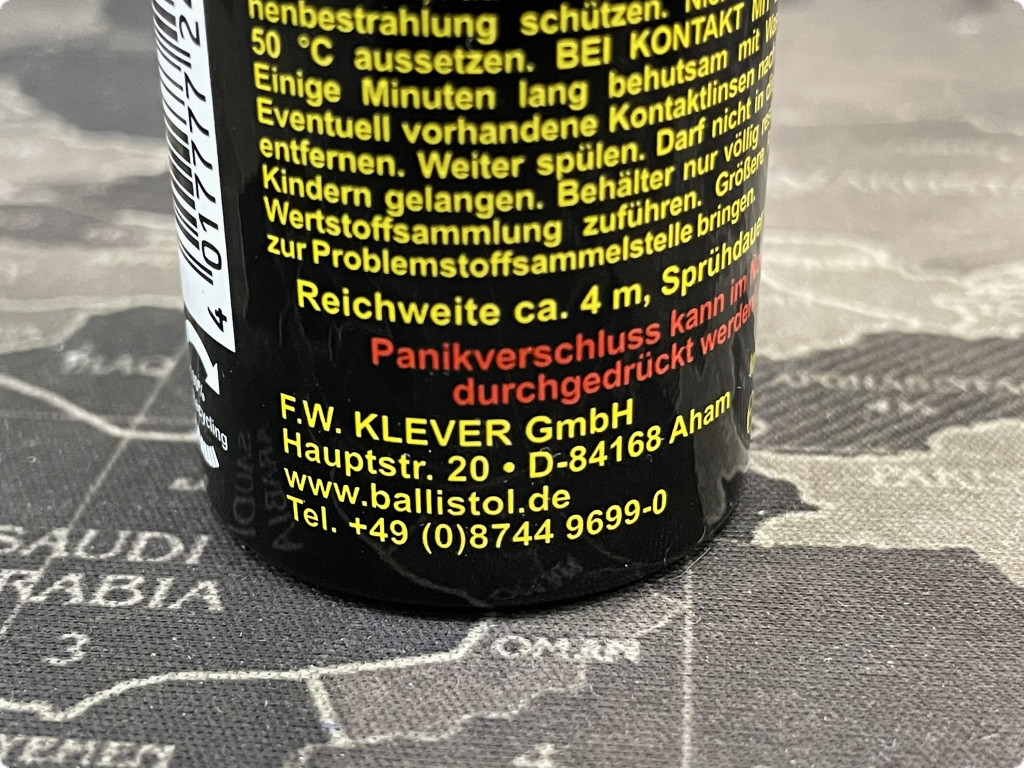 nenbestrahlung schützen.
50 °C aussetzen. BEI KONTAKT
Einige Minuten lang behutsam mit
Eventuell vorhandene Kontaktlinsen
entfernen. Weiter spülen. Darf nicht in
Kindern gelangen. Behälter nur völlig
Wertstoffsammlung zuführen. Größere
zur Problemstoffsammelstelle bringen.
Reichweite ca. 4 m, Sprühdauer
Panikverschluss kann im
durchgedrückt werden
F.W. KLEVER GmbH
Hauptstr. 20 • D-84168 Aham
www.ballistol.de
Tel. +49 (0)8744 9699-0
SAUDI
ARABIA
3
OMAN
YEMEN
4